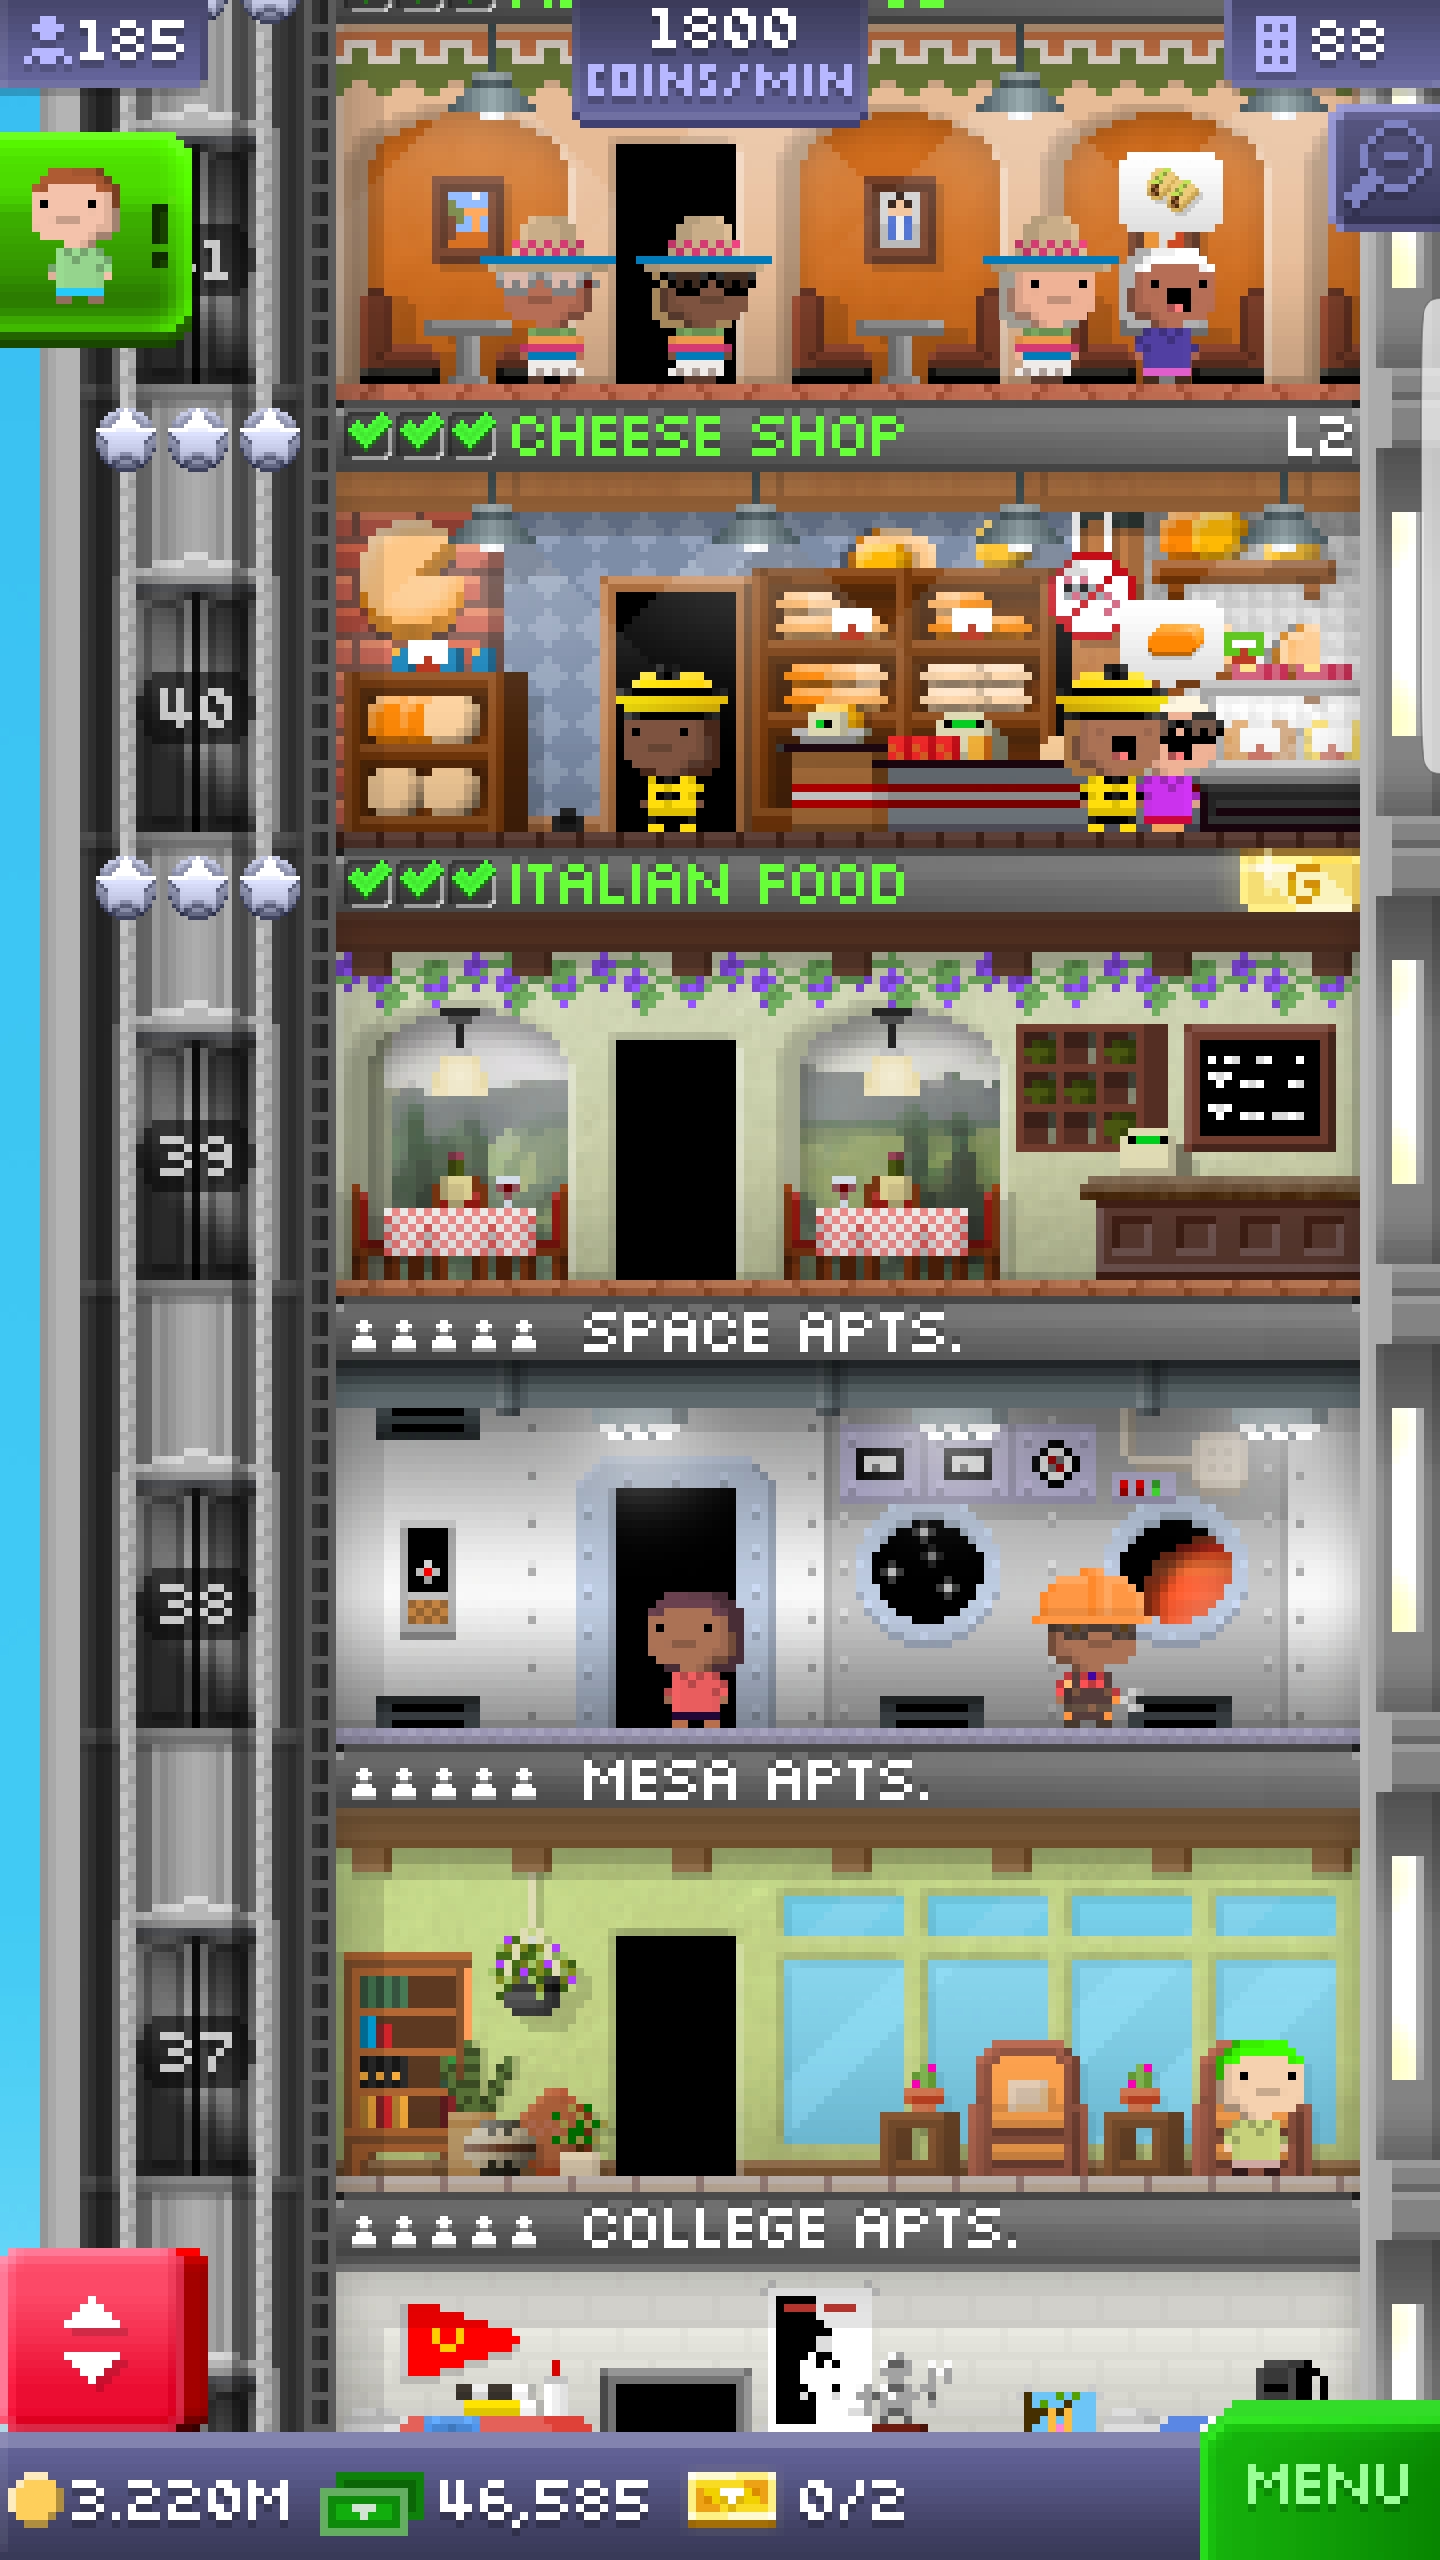 185
1800
COINS/MIN
88
!
CHEESE SHOP
L2
40
ITALIAN FOOD
G
39
SPACE APTS.
38
MESA APTS.
37
COLLEGE APTS.
3.220M
46,585
0/2
MENU